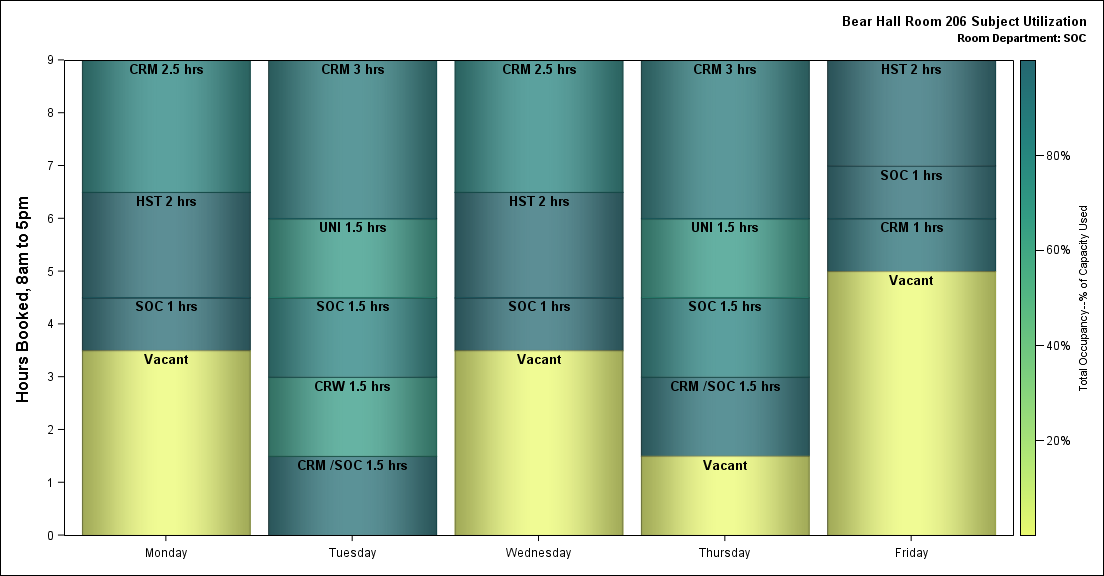 Bear Hall Room 206 Subject Utilization
Room Department: SOC
Hours Booked, 8am to 5pm
9
8
7
6
5
4
3
2
1
0
CRM 2.5 hrs
HST 2 hrs
SOC 1 hrs
Vacant
Monday
CRM 3 hrs
UNI 1.5 hrs
SOC 1.5 hrs
CRW 1.5 hrs
CRM /SOC 1.5 hrs
Tuesday
CRM 2.5 hrs
HST 2 hrs
SOC 1 hrs
Vacant
Wednesday
CRM 3 hrs
UNI 1.5 hrs
SOC 1.5 hrs
CRM /SOC 1.5 hrs
Vacant
Thursday
HST 2 hrs
SOC 1 hrs
CRM 1 hrs
Vacant
Friday
80%
60%
40%
20%
Total Occupancy--% of Capacity Used